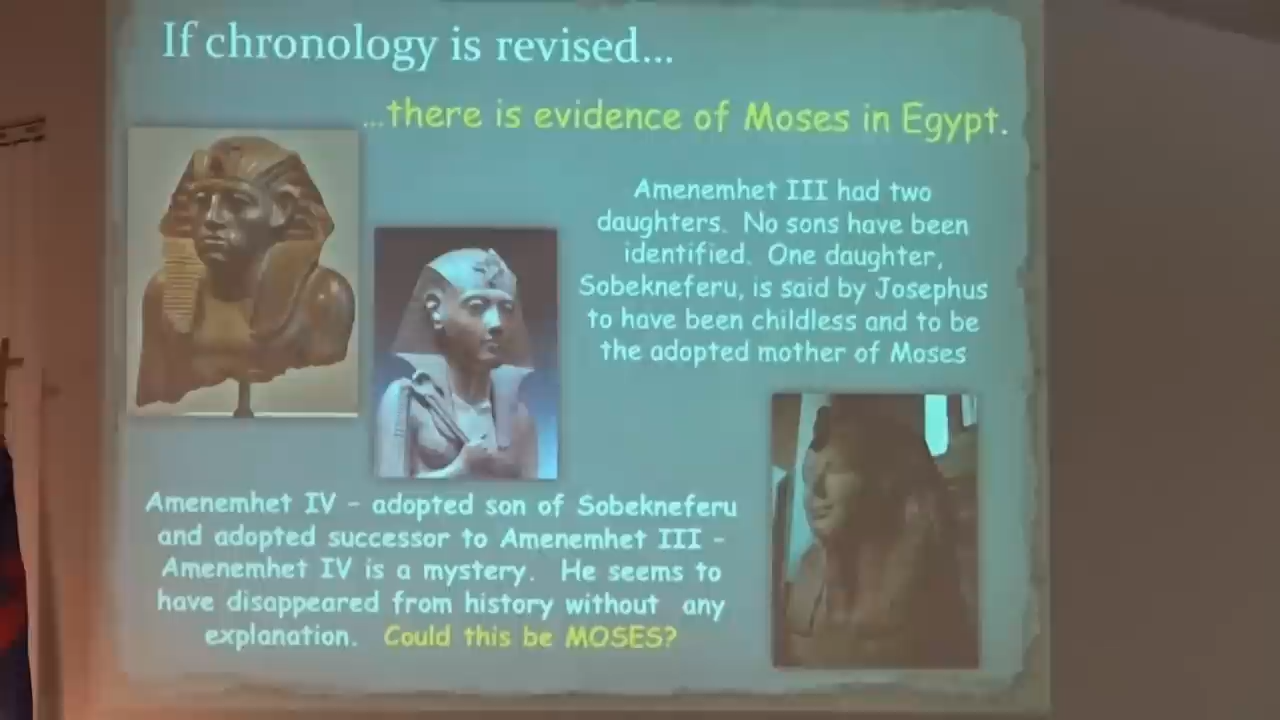 If chronology is revised...
...there is evidence of Moses in Egypt.
Amenemhet III had two
daughters. No sons have been
identified. One daughter,
Sobekneferu, is said by Josephus
to have been childless and to be
the adopted mother of Moses
Amenemhet IV – adopted son of Sobekneferu
and adopted successor to Amenemhet III –
Amenemhet IV is a mystery. He seems to
have disappeared from history without any
explanation. Could this be MOSES?